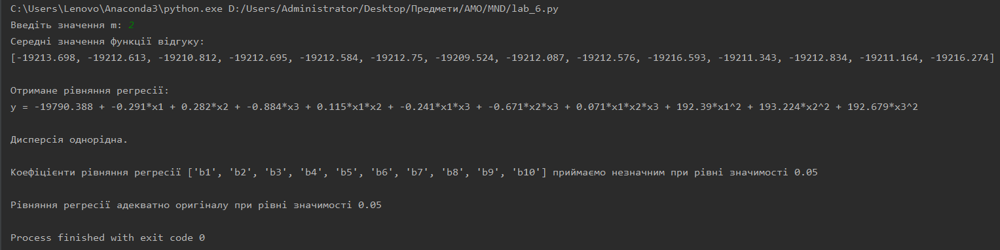 C:\Users\Lenovo\Anaconda3\python.exe D:/Users/Administrator/Desktop/Предмети/AMO/MND/lab_6.py
Введіть значення m: 2
Середні значення функції відгуку:
[-19213.698, -19212.613, -19210.812, -19212.695, -19212.584, -19212.75, -19209.524, -19212.087, -19212.576, -19216.593, -19211.343, -19212.834, -19211.164, -19216.274]
Отримане рівняння регресії:
y = -19790.388 + -0.291*x1 + 0.282*x2 + -0.884*x3 + 0.115*x1*x2 + -0.241*x1*x3 + -0.671*x2*x3 + 0.071*x1*x2*x3 + 192.39*x1^2 + 193.224*x2^2 + 192.679*x3^2
Дисперсія однорідна.
Коефіцієнти рівняння регресії ['b1', 'b2', 'b3', 'b4', 'b5', 'b6', 'b7', 'b8', 'b9', 'b10'] приймаємо незначним при рівні значимості 0.05
Рівняння регресії адекватно оригіналу при рівні значимості 0.05
Process finished with exit code 0